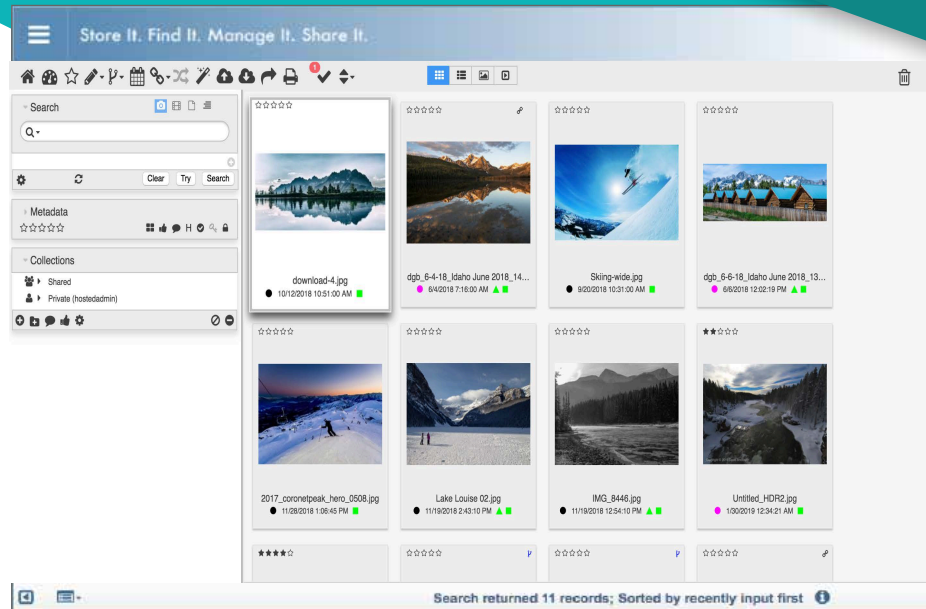 Store It. Find It. Manage It. Share It.
1
Search
Clear Try Search
Metadata
H
Collections
Shared
Private (hostedadmin)
download-4.jpg
10/12/2018 10:51:00 AM
dgb_6-4-18_Idaho June 2018_14...
6/4/2018 7:16:00 AM
Skiing-wide.jpg
9/20/2018 10:31:00 AM
dgb_6-6-18_Idaho June 2018_13...
6/6/2018 12:02:19 PM
2017_coronetpeak_hero_0508.jpg
11/28/2018 1:06:45 PM
Lake Louise 02.jpg
11/19/2018 2:43:10 PM
IMG_8446.jpg
11/19/2018 12:54:10 PM
Untitled_HDR2.jpg
1/30/2019 12:34:21 AM
Search returned 11 records; Sorted by recently input first